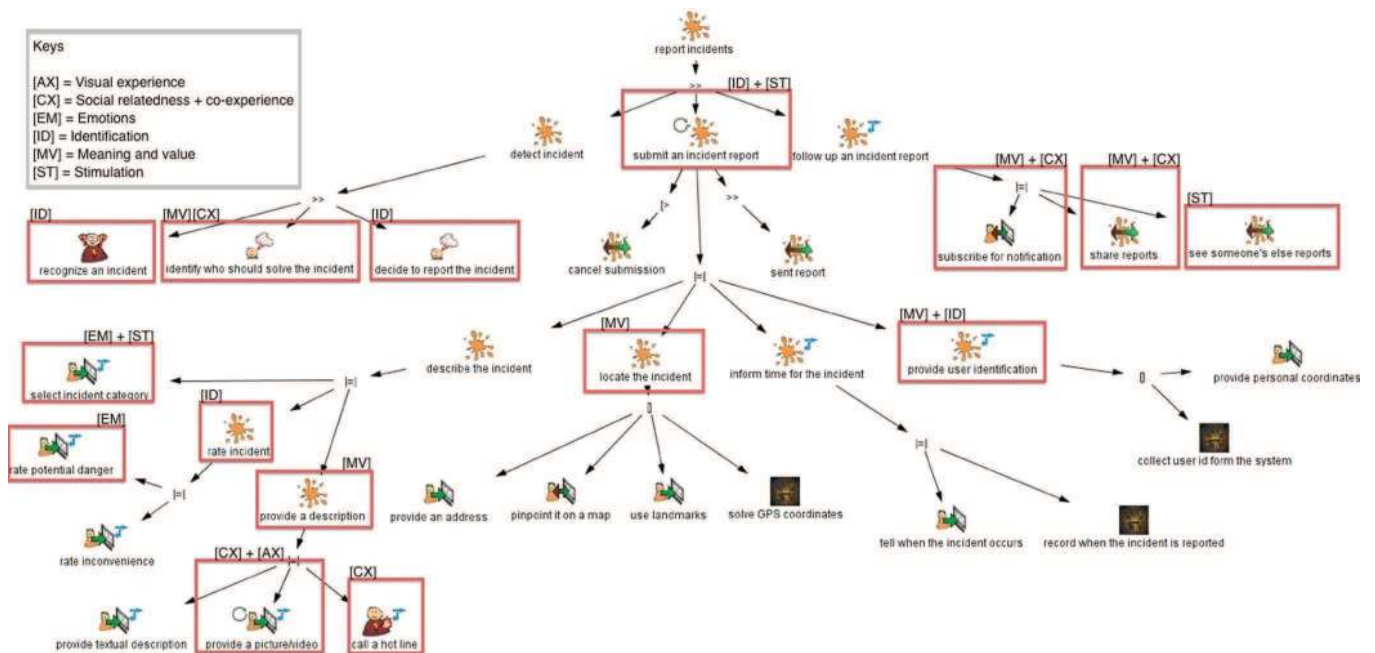 Keys
[AX] = Visual experience
[CX] = Social relatedness + co-experience
[EM] = Emotions
[ID] = Identification
[MV] = Meaning and value
[ST] = Stimulation
report incidents
>>
[ID] + [ST]
detect incident
submit an incident report
follow up an incident report
>>
[>
>>
|=|
[MV] + [CX]
[MV] + [CX]
[ST]
[ID]
recognize an incident
[MV][CX]
identify who should solve the incident
[ID]
decide to report the incident
cancel submission
sent report
subscribe for notification
share reports
see someone's else reports
|=|
[EM] + [ST]
select incident category
describe the incident
|=|
[MV]
locate the incident
inform time for the incident
[MV] + [ID]
provide user identification
[]
provide personal coordinates
collect user id form the system
[ID]
rate incident
[EM]
rate potential danger
|=|
rate inconvenience
[MV]
provide a description
[]
provide an address
pinpoint it on a map
use landmarks
solve GPS coordinates
|=|
tell when the incident occurs
record when the incident is reported
[CX] + [AX]
|=|
[CX]
provide textual description
provide a picture/video
call a hot line